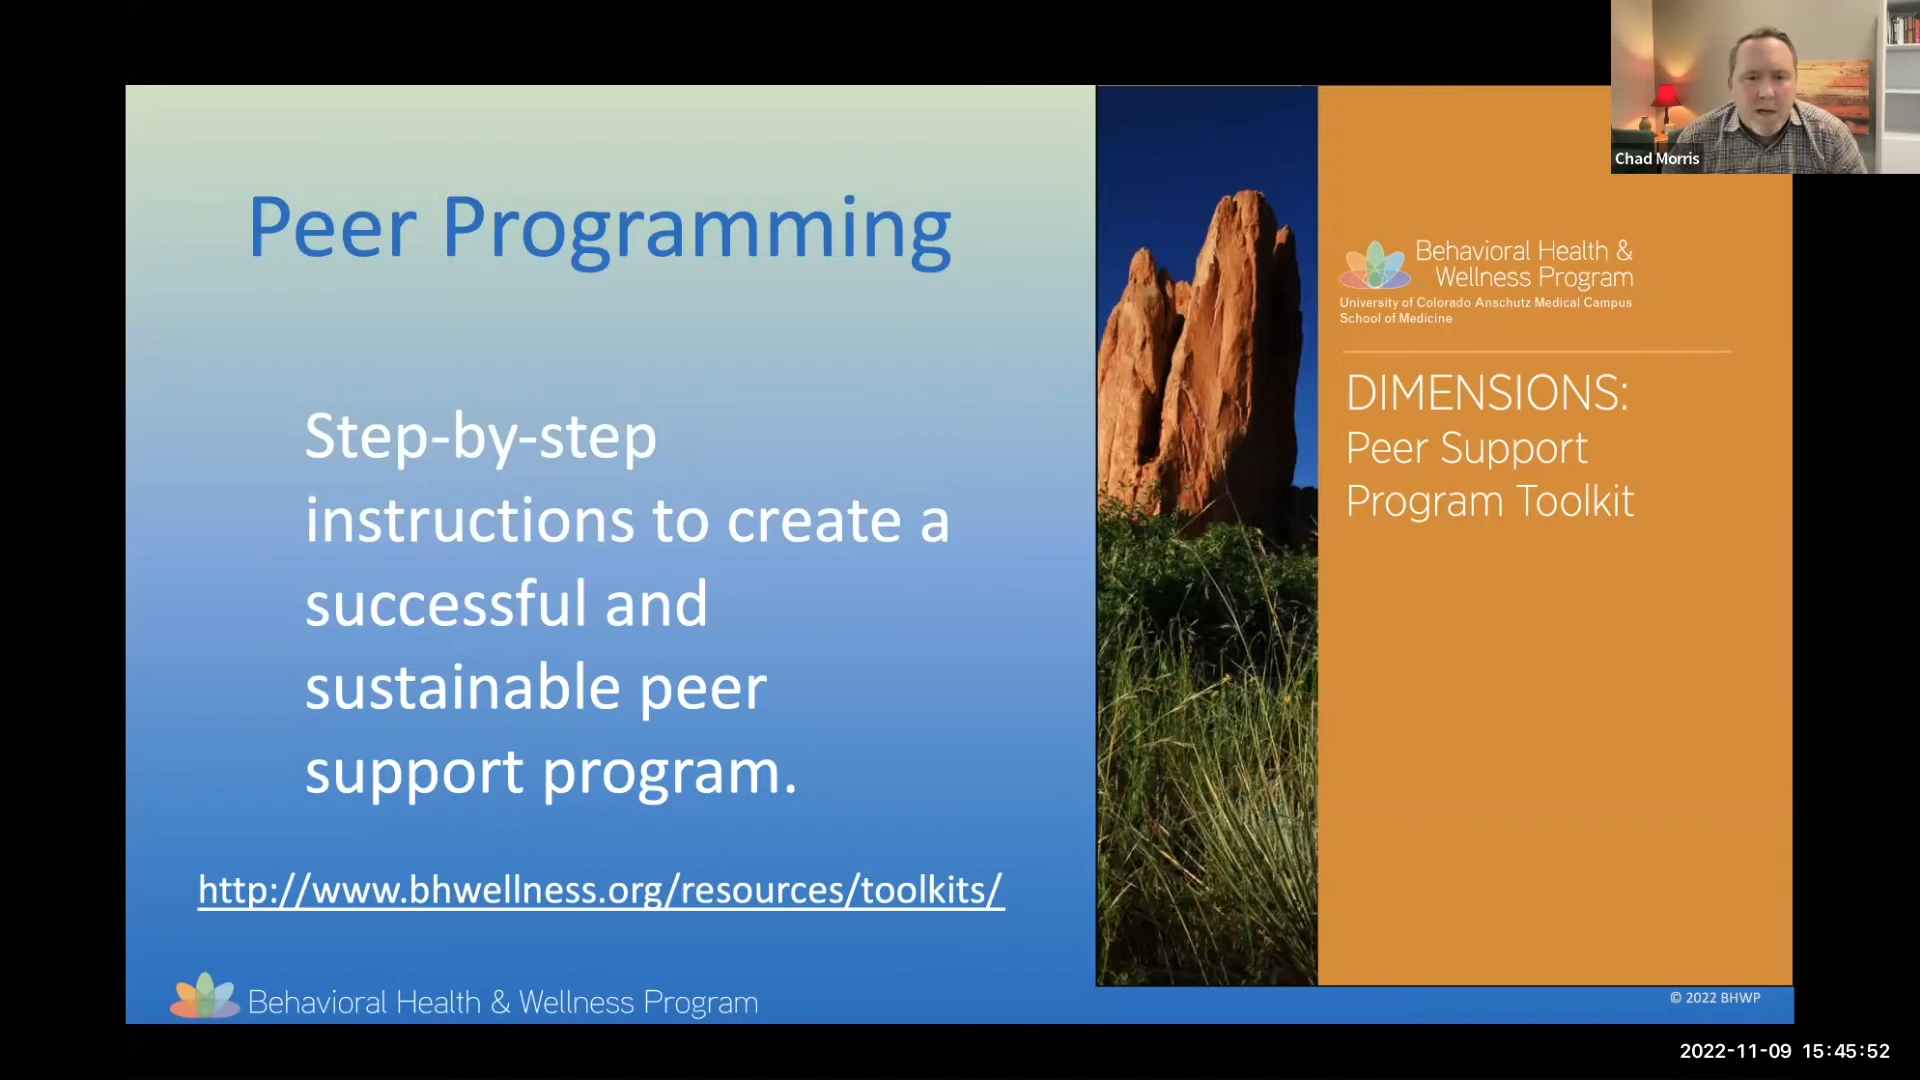 Peer Programming
Step-by-step
instructions to create a
successful and
sustainable peer
support program.
http://www.bhwellness.org/resources/toolkits/
Behavioral Health & Wellness Program
Behavioral Health &
Wellness Program
University of Colorado Anschutz Medical Campus
School of Medicine
DIMENSIONS:
Peer Support
Program Toolkit
© 2022 BHWP
Chad Morris
2022-11-09 15:45:52